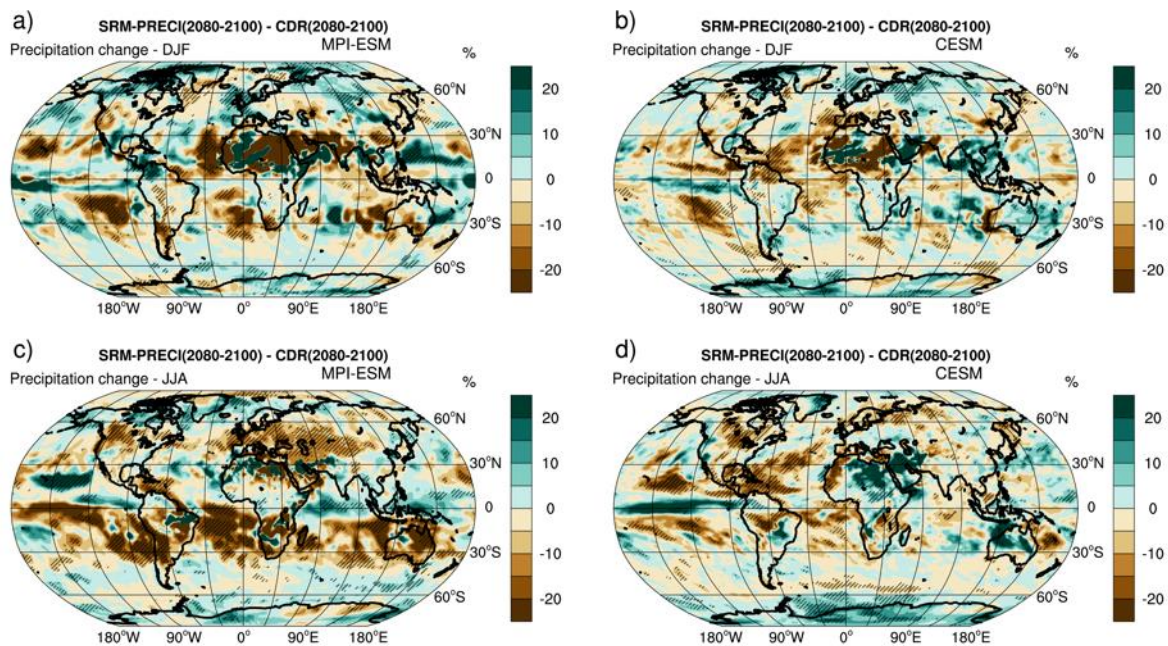 a)
SRM-PRECI(2080-2100) - CDR(2080-2100)
Precipitation change - DJF
MPI-ESM
%
60°N
30°N
0
30°S
60°S
20
10
0
-10
-20
180°W 90°W 0° 90°E 180°E
b)
SRM-PRECI(2080-2100) - CDR(2080-2100)
Precipitation change - DJF
CESM
%
60°N
30°N
0
30°S
60°S
20
10
0
-10
-20
180°W 90°W 0° 90°E 180°E
c)
SRM-PRECI(2080-2100) - CDR(2080-2100)
Precipitation change - JJA
MPI-ESM
%
60°N
30°N
0
30°S
60°S
20
10
0
-10
-20
180°W 90°W 0° 90°E 180°E
d)
SRM-PRECI(2080-2100) - CDR(2080-2100)
Precipitation change - JJA
CESM
%
60°N
30°N
0
30°S
60°S
20
10
0
-10
-20
180°W 90°W 0° 90°E 180°E